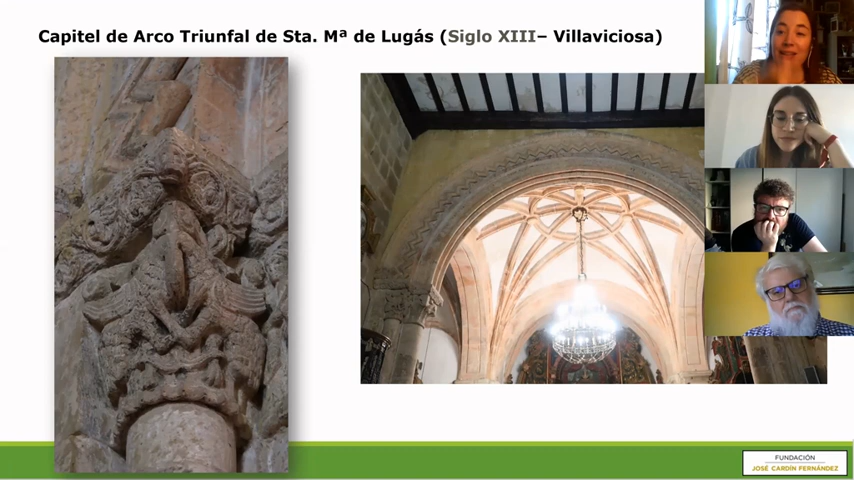 Capitel de Arco Triunfal de Sta. Mª de Lugás (Siglo XIII– Villaviciosa)
FUNDACIÓN
JOSÉ CARDÍN FERNÁNDEZ